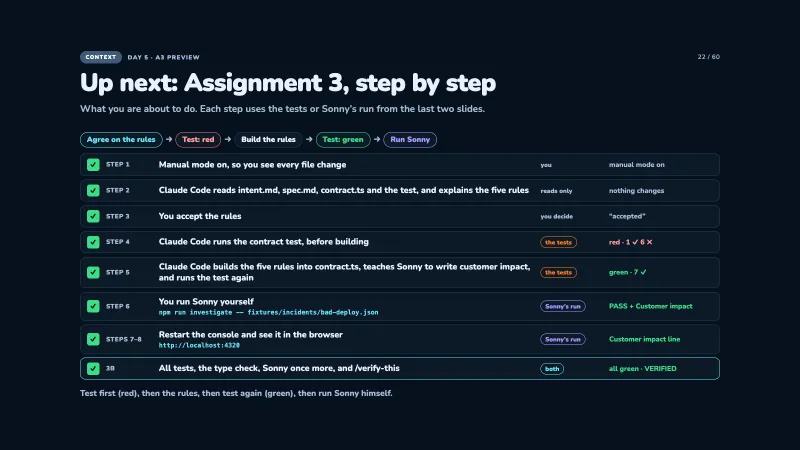 CONTEXT DAY 5 · A3 PREVIEW 22 / 60
Up next: Assignment 3, step by step
What you are about to do. Each step uses the tests or Sonny's run from the last two slides.
Agree on the rules → Test: red → Build the rules → Test: green → Run Sonny
STEP 1 Manual mode on, so you see every file change you manual mode on
STEP 2 Claude Code reads intent.md, spec.md, contract.ts and the test, and explains the five rules reads only nothing changes
STEP 3 You accept the rules you decide "accepted"
STEP 4 Claude Code runs the contract test, before building the tests red · 1 ✓ 6 ✕
STEP 5 Claude Code builds the five rules into contract.ts, teaches Sonny to write customer impact, the tests green · 7 ✓
and runs the test again
STEP 6 You run Sonny yourself Sonny's run PASS + Customer impact
npm run investigate -- fixtures/incidents/bad-deploy.json
STEPS 7–8 Restart the console and see it in the browser Sonny's run Customer impact line
http://localhost:4320
3B All tests, the type check, Sonny once more, and /verify-this both all green · VERIFIED
Test first (red), then the rules, then test again (green), then run Sonny himself.